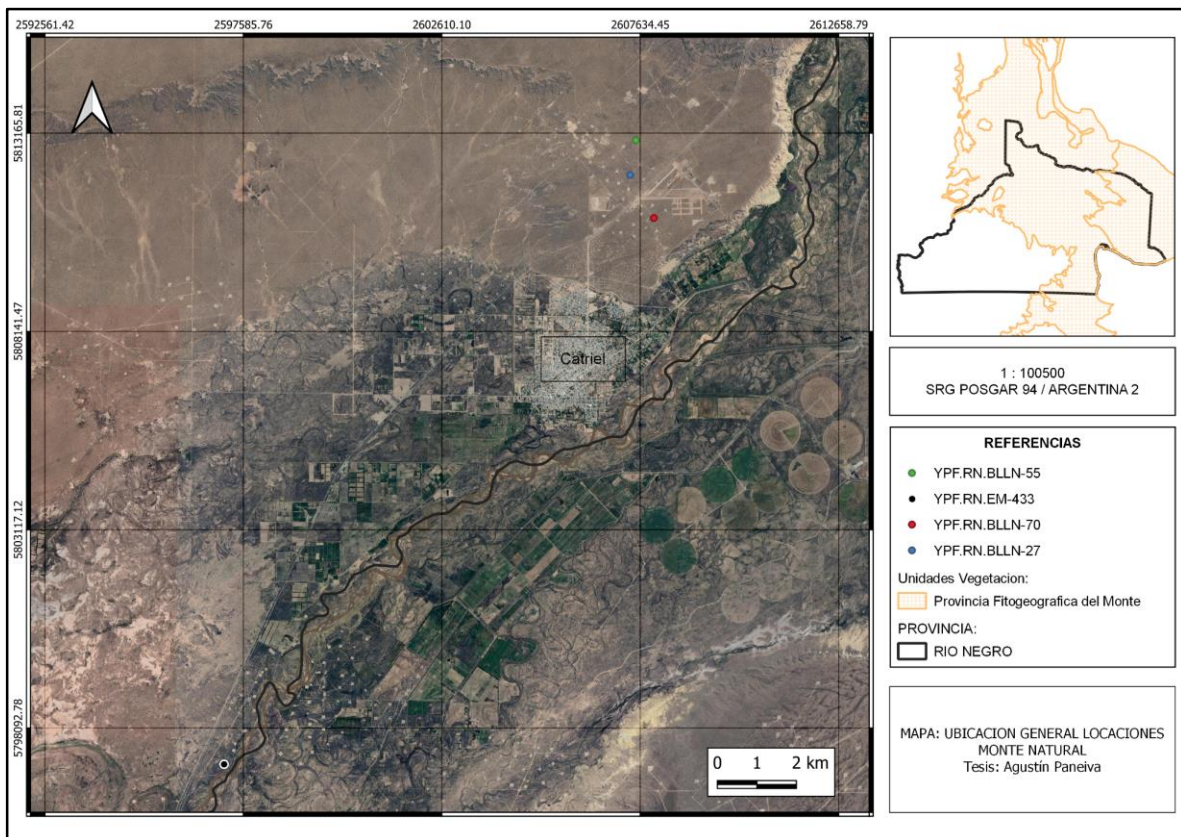 2592561.42
2597585.76
2602610.10
2607634.45
2612658.79
5813165.81
5808141.47
5803117.12
5798092.78
Catriel
0 1 2 km
1 : 100500
SRG POSGAR 94 / ARGENTINA 2
REFERENCIAS
YPF.RN.BLLN-55
YPF.RN.EM-433
YPF.RN.BLLN-70
YPF.RN.BLLN-27
Unidades Vegetacion:
Provincia Fitogeografica del Monte
PROVINCIA:
RIO NEGRO
MAPA: UBICACION GENERAL LOCACIONES
MONTE NATURAL
Tesis: Agustín Paneiva